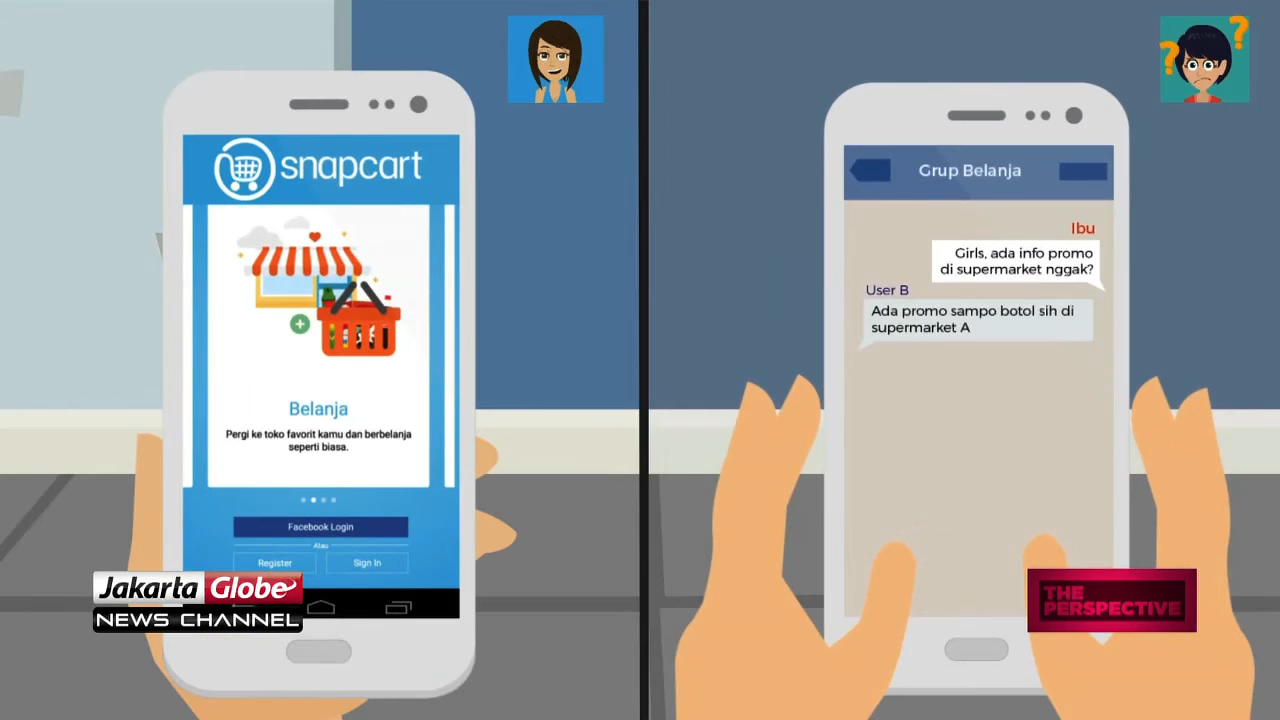 snapcart
Belanja
Pergi ke toko favorit kamu dan berbelanja
seperti biasa.
Facebook Login
Atau
Register
Sign In
Jakarta Globe
NEWS CHANNEL
? ?
Grup Belanja
Ibu
Girls, ada info promo
di supermarket nggak?
User B
Ada promo sampo botol sih di
supermarket A
THE
PERSPECTIVE